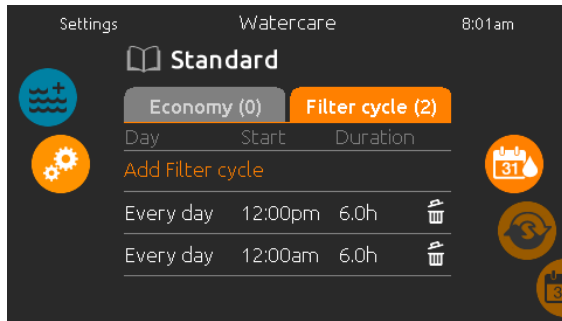 Settings Watercare 8:01am
Standard
Economy (0) Filter cycle (2)
Day Start Duration
Add Filter cycle
31
Every day 12:00pm 6.0h
Every day 12:00am 6.0h